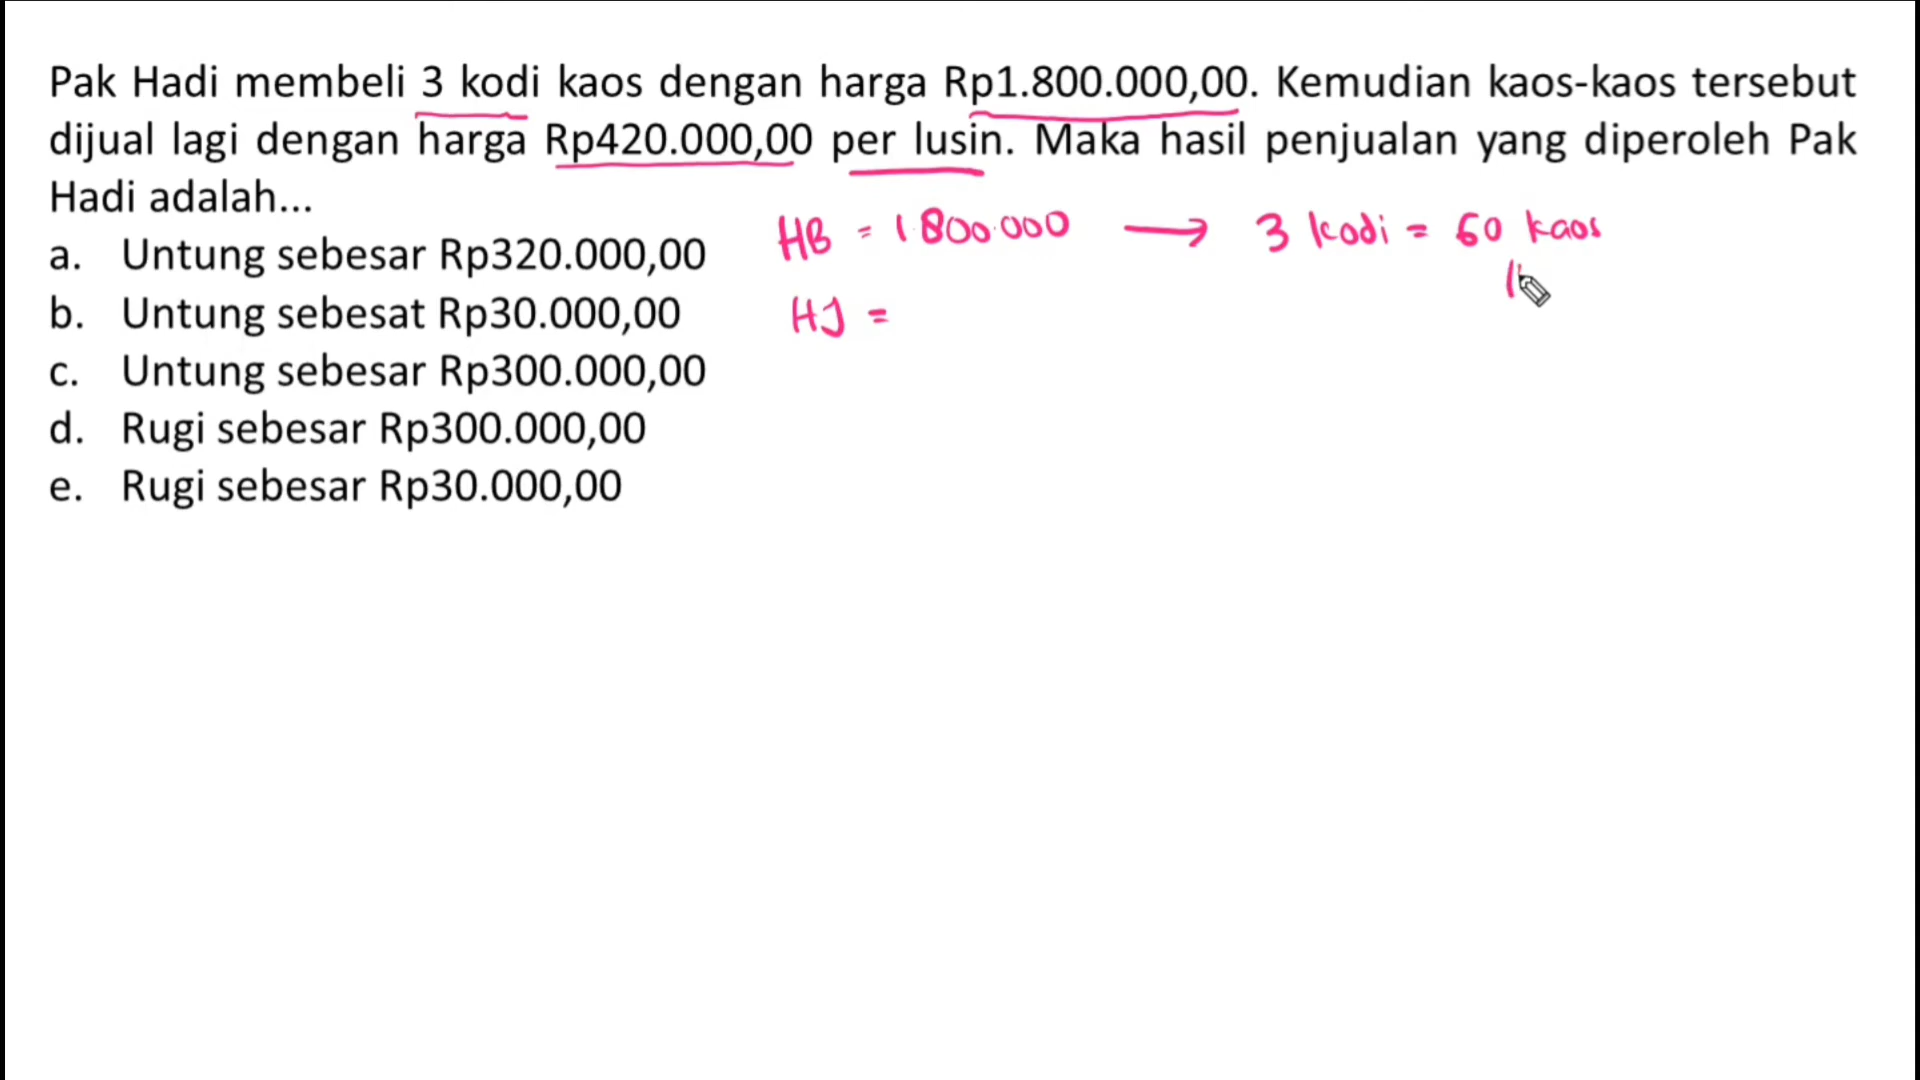 Pak Hadi membeli 3 kodi kaos dengan harga Rp1.800.000,00. Kemudian kaos-kaos tersebut
dijual lagi dengan harga Rp420.000,00 per lusin. Maka hasil penjualan yang diperoleh Pak
Hadi adalah...
a. Untung sebesar Rp320.000,00
b. Untung sebesat Rp30.000,00
c. Untung sebesar Rp300.000,00
d. Rugi sebesar Rp300.000,00
e. Rugi sebesar Rp30.000,00
HB = 1.800.000 → 3 kodi = 60 kaos
HJ =